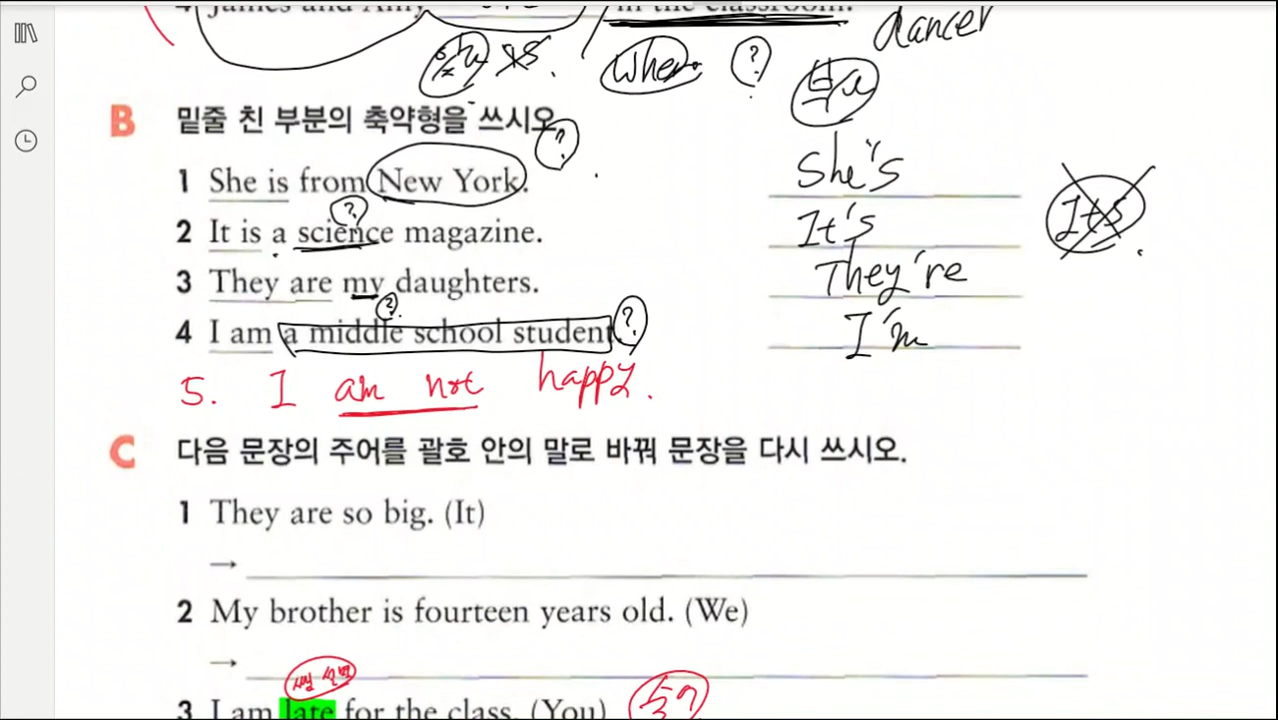 4 James and Amy in the classroom.
dancer
where ?
B 밑줄 친 부분의 축약형을 쓰시오.
?
1 She is from New York. She's
?
2 It is a science magazine. It's Its
3 They are my daughters. They're
?
4 I am a middle school student. ? I'm
5. I am not happy.
C 다음 문장의 주어를 괄호 안의 말로 바꿔 문장을 다시 쓰시오.
1 They are so big. (It)
→
2 My brother is fourteen years old. (We)
→
3 I am late for the class. (You)